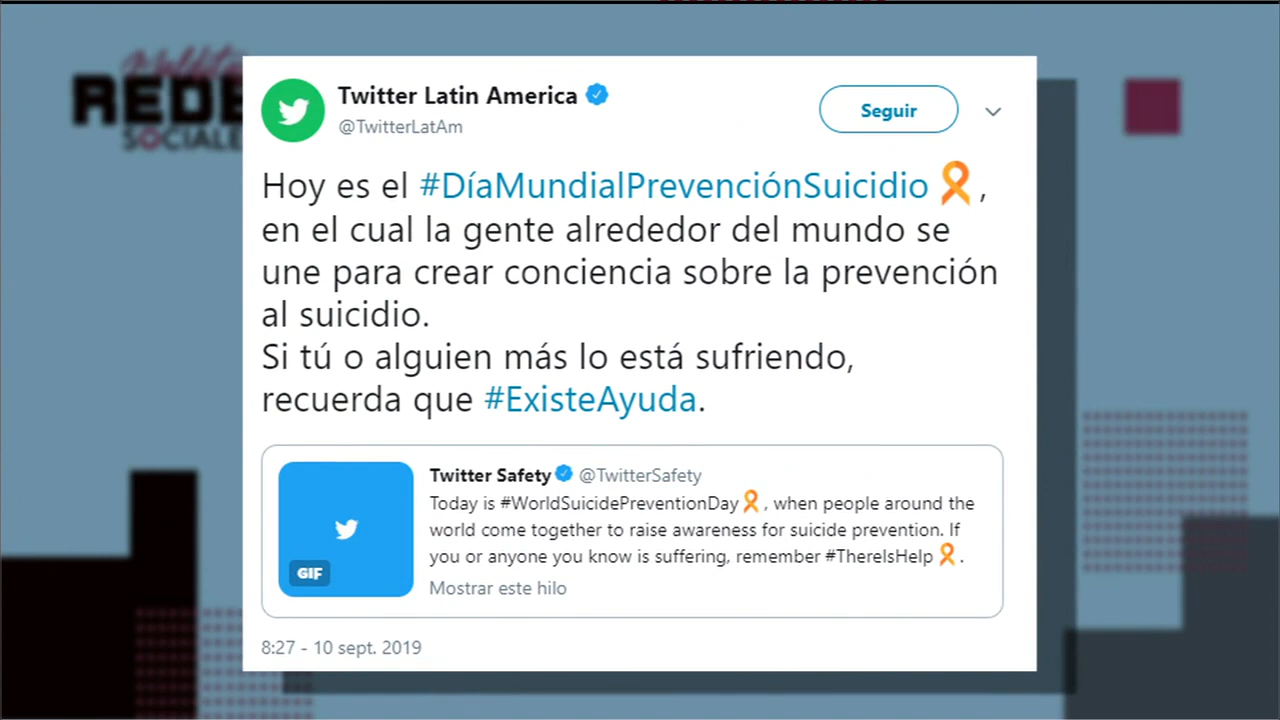 REDE
SOCIALE
Twitter Latin America
@TwitterLatAm
Seguir
Hoy es el #DíaMundialPrevenciónSuicidio🎗,
en el cual la gente alrededor del mundo se
une para crear conciencia sobre la prevención
al suicidio.
Si tú o alguien más lo está sufriendo,
recuerda que #ExisteAyuda.
Twitter Safety @TwitterSafety
Today is #WorldSuicidePreventionDay🎗, when people around the
world come together to raise awareness for suicide prevention. If
you or anyone you know is suffering, remember #ThereIsHelp🎗.
GIF
Mostrar este hilo
8:27 - 10 sept. 2019